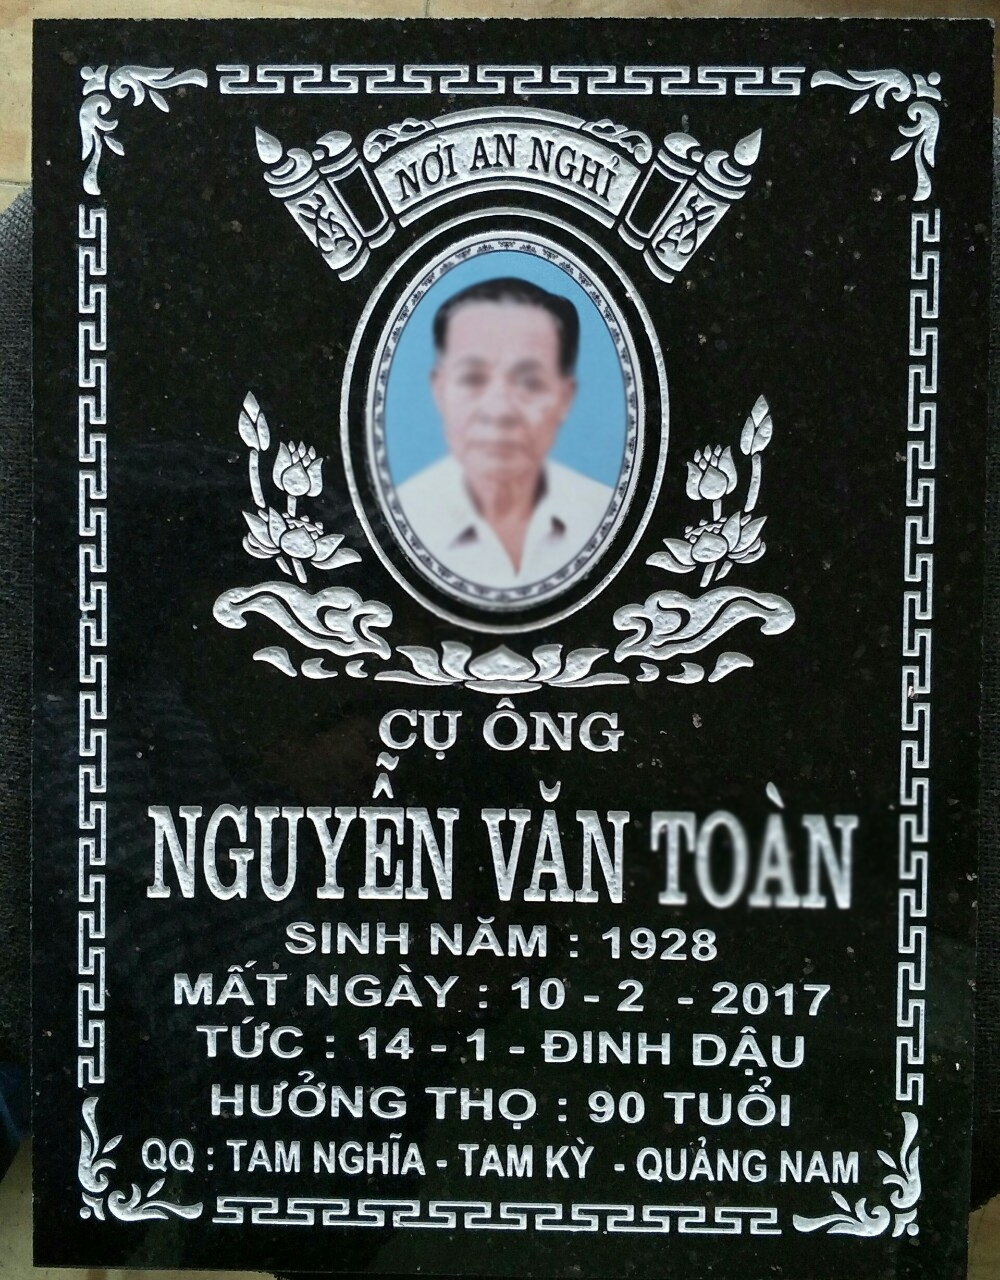 NƠI AN NGHỈ
CỤ ÔNG
NGUYỄN VĂN TOÀN
SINH NĂM : 1928
MẤT NGÀY : 10 - 2 - 2017
TỨC : 14 - 1 - ĐINH DẬU
HƯỞNG THỌ : 90 TUỔI
QQ : TAM NGHĨA - TAM KỲ - QUẢNG NAM